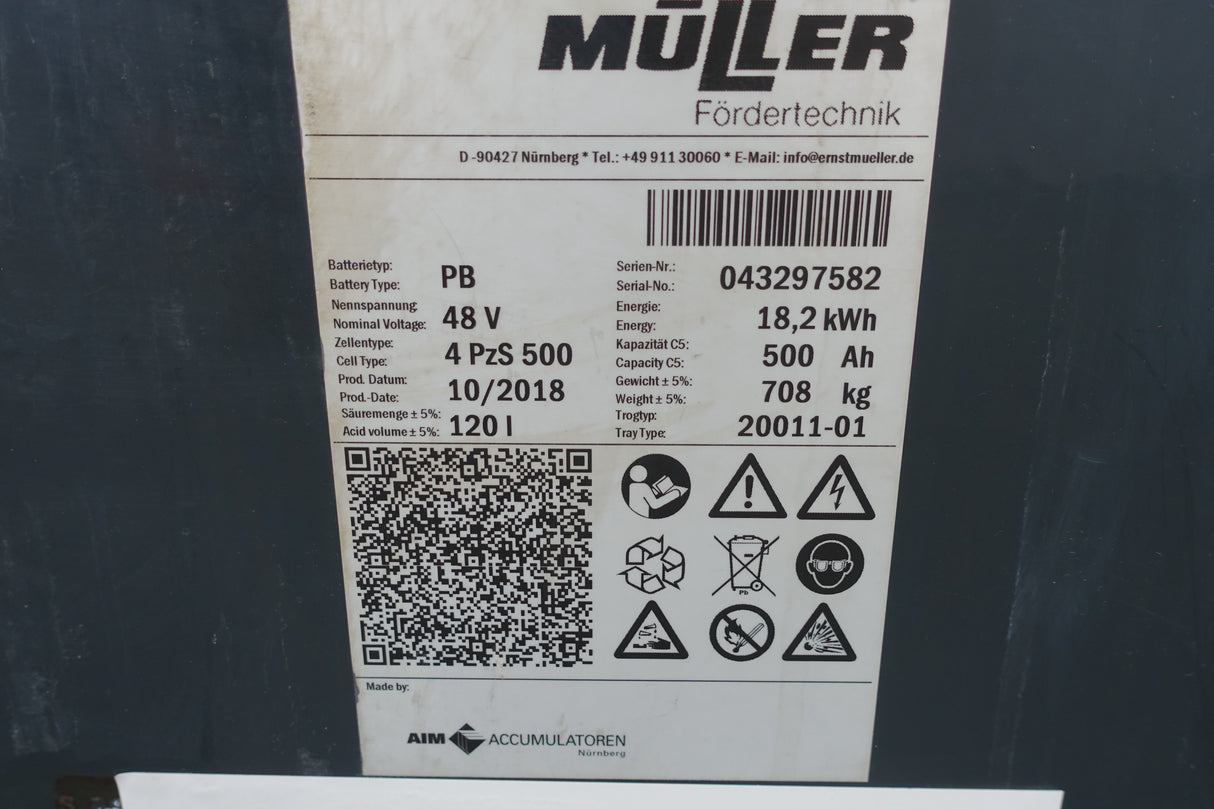 MÜLLER
Fördertechnik
D-90427 Nürnberg * Tel.: +49 911 30060 * E-Mail: info@ernstmueller.de
Batterietyp:
Battery Type: PB
Serien-Nr.:
Serial-No.: 043297582
Nennspannung:
Nominal Voltage: 48 V
Energie:
Energy: 18,2 kWh
Zellentype:
Cell Type: 4 PzS 500
Kapazität C5:
Capacity C5: 500 Ah
Prod. Datum:
Prod.-Date: 10/2018
Gewicht ± 5%:
Weight ± 5%: 708 kg
Säuremenge ± 5%:
Acid volume ± 5%: 120 l
Trogtyp:
Tray Type: 20011-01
Pb
Made by:
AIM ACCUMULATOREN
Nürnberg